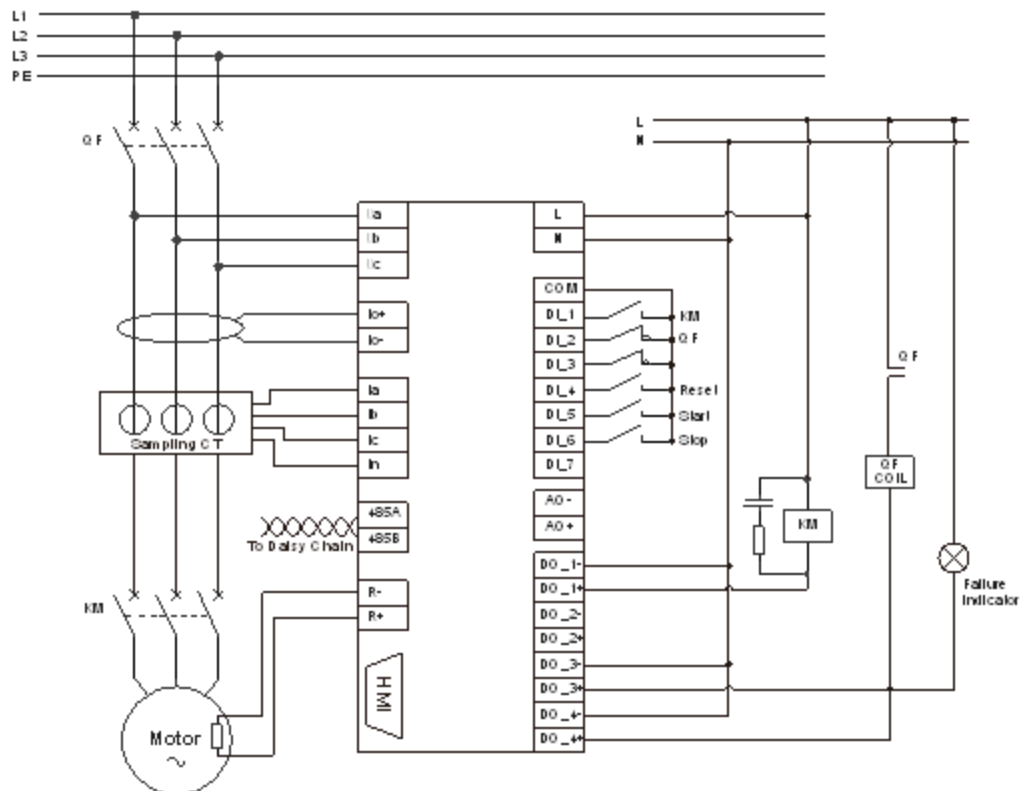 L1
L2
L3
PE
QF
L
N
Ua
Ub
Uc
Io+
Io-
Ia
Ib
Ic
In
Sampling CT
485A
485B
To Daisy Chain
R-
R+
KM
HMI
Motor
~
L
N
COM
DI_1
KM
DI_2
QF
DI_3
DI_4
Reset
DI_5
Start
DI_6
Stop
DI_7
AO-
AO+
DO_1-
DO_1+
DO_2-
DO_2+
DO_3-
DO_3+
DO_4-
DO_4+
QF
QF
COIL
KM
Failure
Indicator